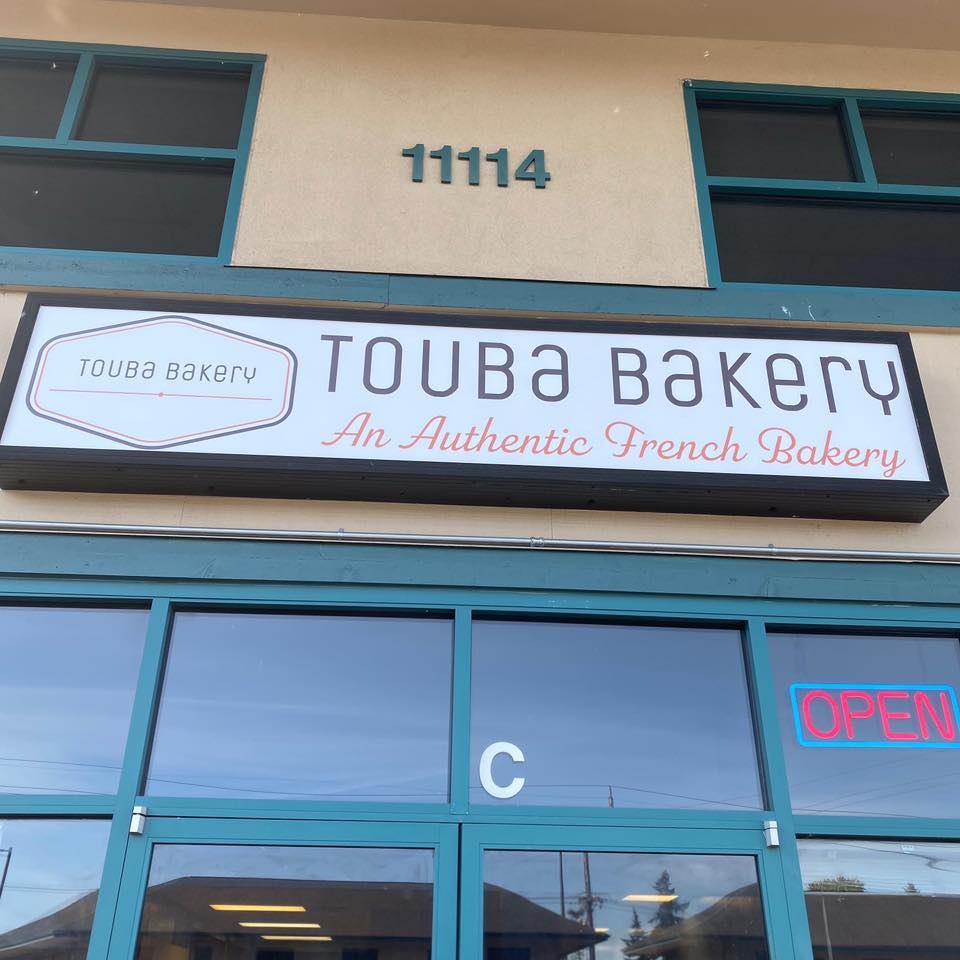 11114
TOUBA BAKERY
TOUBA BAKERY
An Authentic French Bakery
OPEN
C